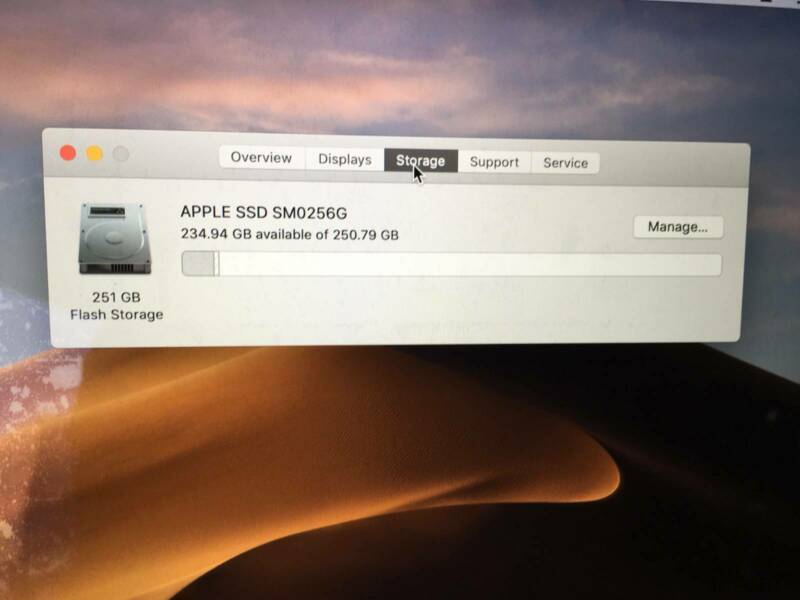 Overview Displays Storage Support Service
APPLE SSD SM0256G
234.94 GB available of 250.79 GB
Manage...
251 GB
Flash Storage